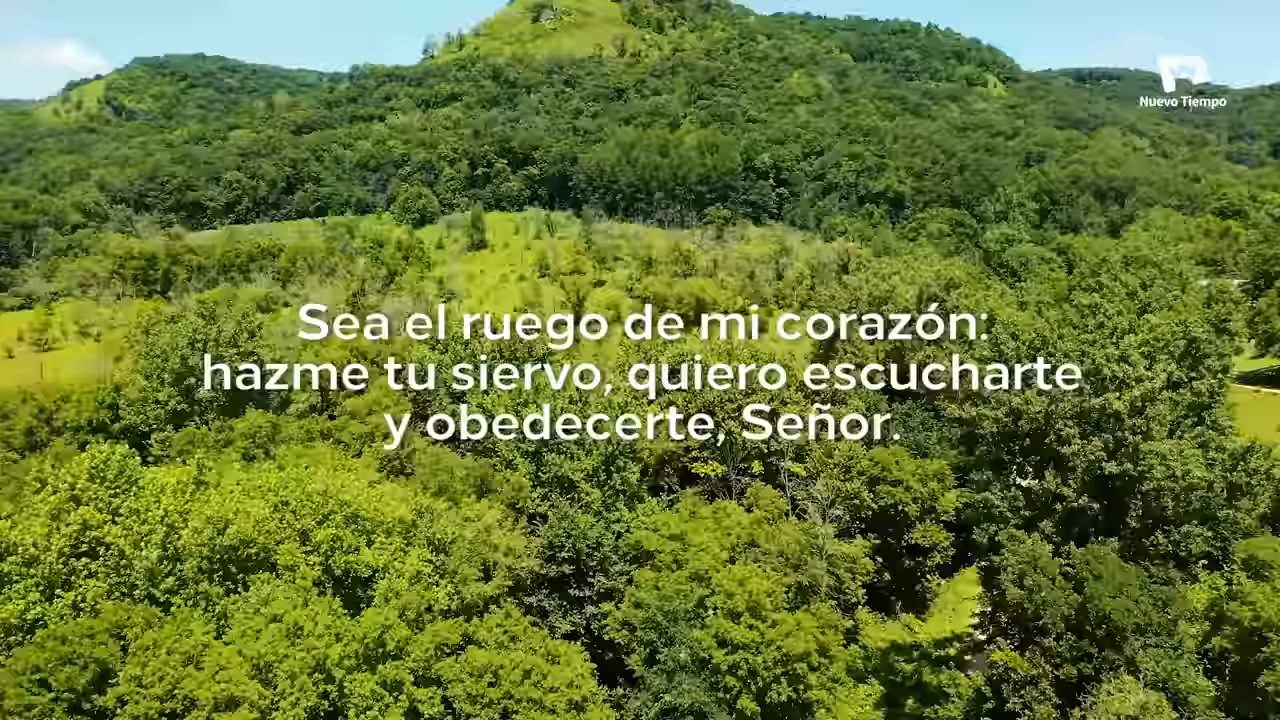 Nuevo Tiempo
Sea el ruego de mi corazón:
hazme tu siervo, quiero escucharte
y obedecerte, Señor.